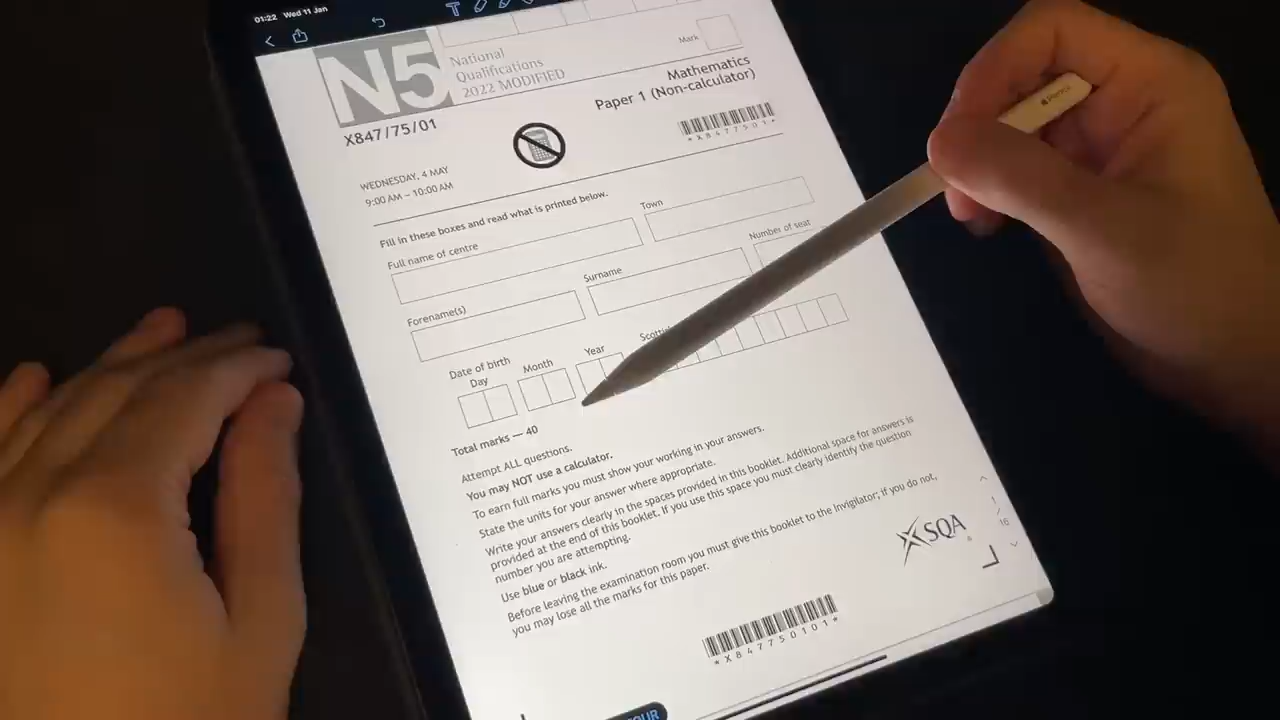 01:22 Wed 11 Jan
N5
National
Qualifications
2022 MODIFIED
Mark
X847/75/01
Mathematics
Paper 1 (Non-calculator)
*X8477501*
WEDNESDAY, 4 MAY
9:00 AM – 10:00 AM
Fill in these boxes and read what is printed below.
Full name of centre
Town
Forename(s)
Surname
Number of seat
Date of birth
Day
Month
Year
Total marks — 40
Attempt ALL questions.
You may NOT use a calculator.
To earn full marks you must show your working in your answers.
State the units for your answer where appropriate.
Write your answers clearly in the spaces provided in this booklet. Additional space for answers is
provided at the end of this booklet. If you use this space you must clearly identify the question
number you are attempting.
Use blue or black ink.
Before leaving the examination room you must give this booklet to the Invigilator; if you do not,
you may lose all the marks for this paper.
SQA
1
/
16
*X847750101*
Pencil